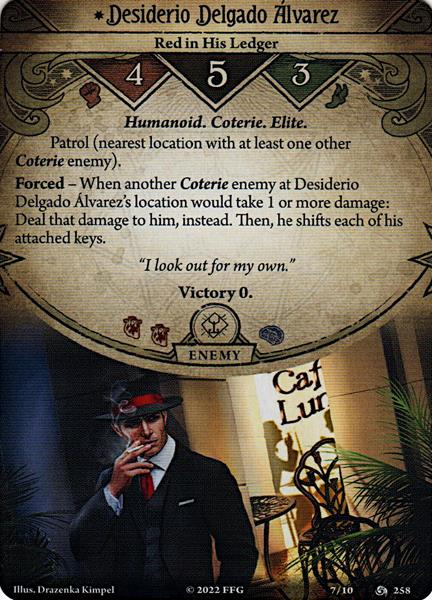 Desiderio Delgado Álvarez
Red in His Ledger
4 5 3
Humanoid. Coterie. Elite.
Patrol (nearest location with at least one other
Coterie enemy).
Forced – When another Coterie enemy at Desiderio
Delgado Álvarez's location would take 1 or more damage:
Deal that damage to him, instead. Then, he shifts each of his
attached keys.
“I look out for my own.”
Victory 0.
ENEMY
Caf
Lur
Illus. Drazenka Kimpel
© 2022 FFG
7/10
258